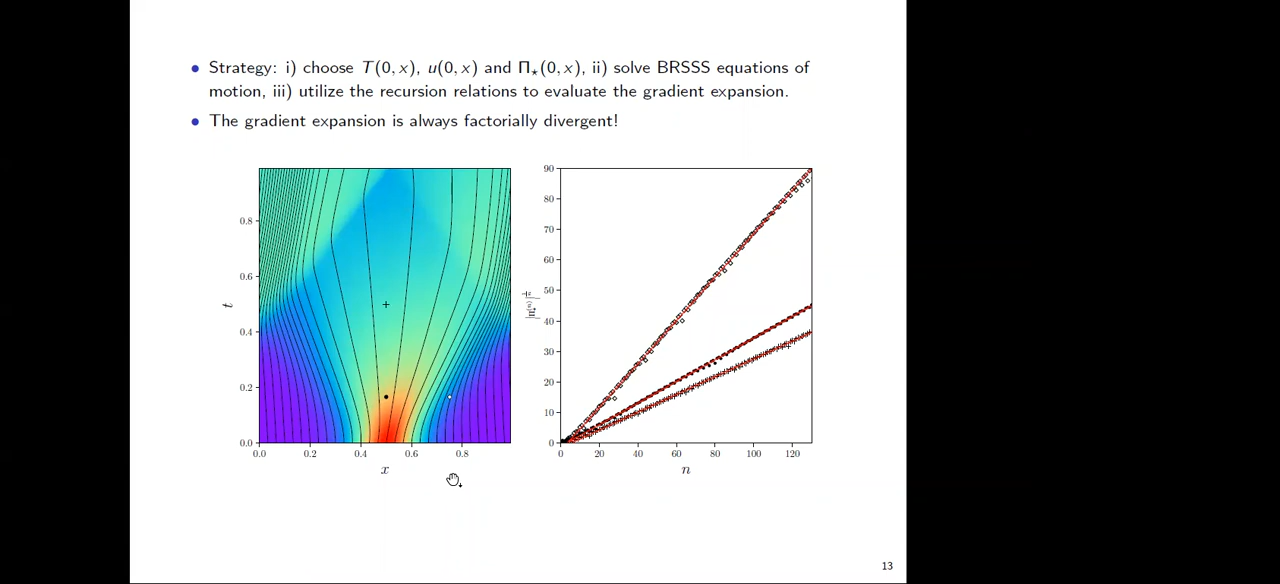 • Strategy: i) choose T(0, x), u(0, x) and Π⋆(0, x), ii) solve BRSSS equations of
motion, iii) utilize the recursion relations to evaluate the gradient expansion.
• The gradient expansion is always factorially divergent!
0.8
0.6
0.4
0.2
0.0
t
0.0 0.2 0.4 0.6 0.8
x
90
80
70
60
50
40
30
20
10
0
0 20 40 60 80 100 120
n
13